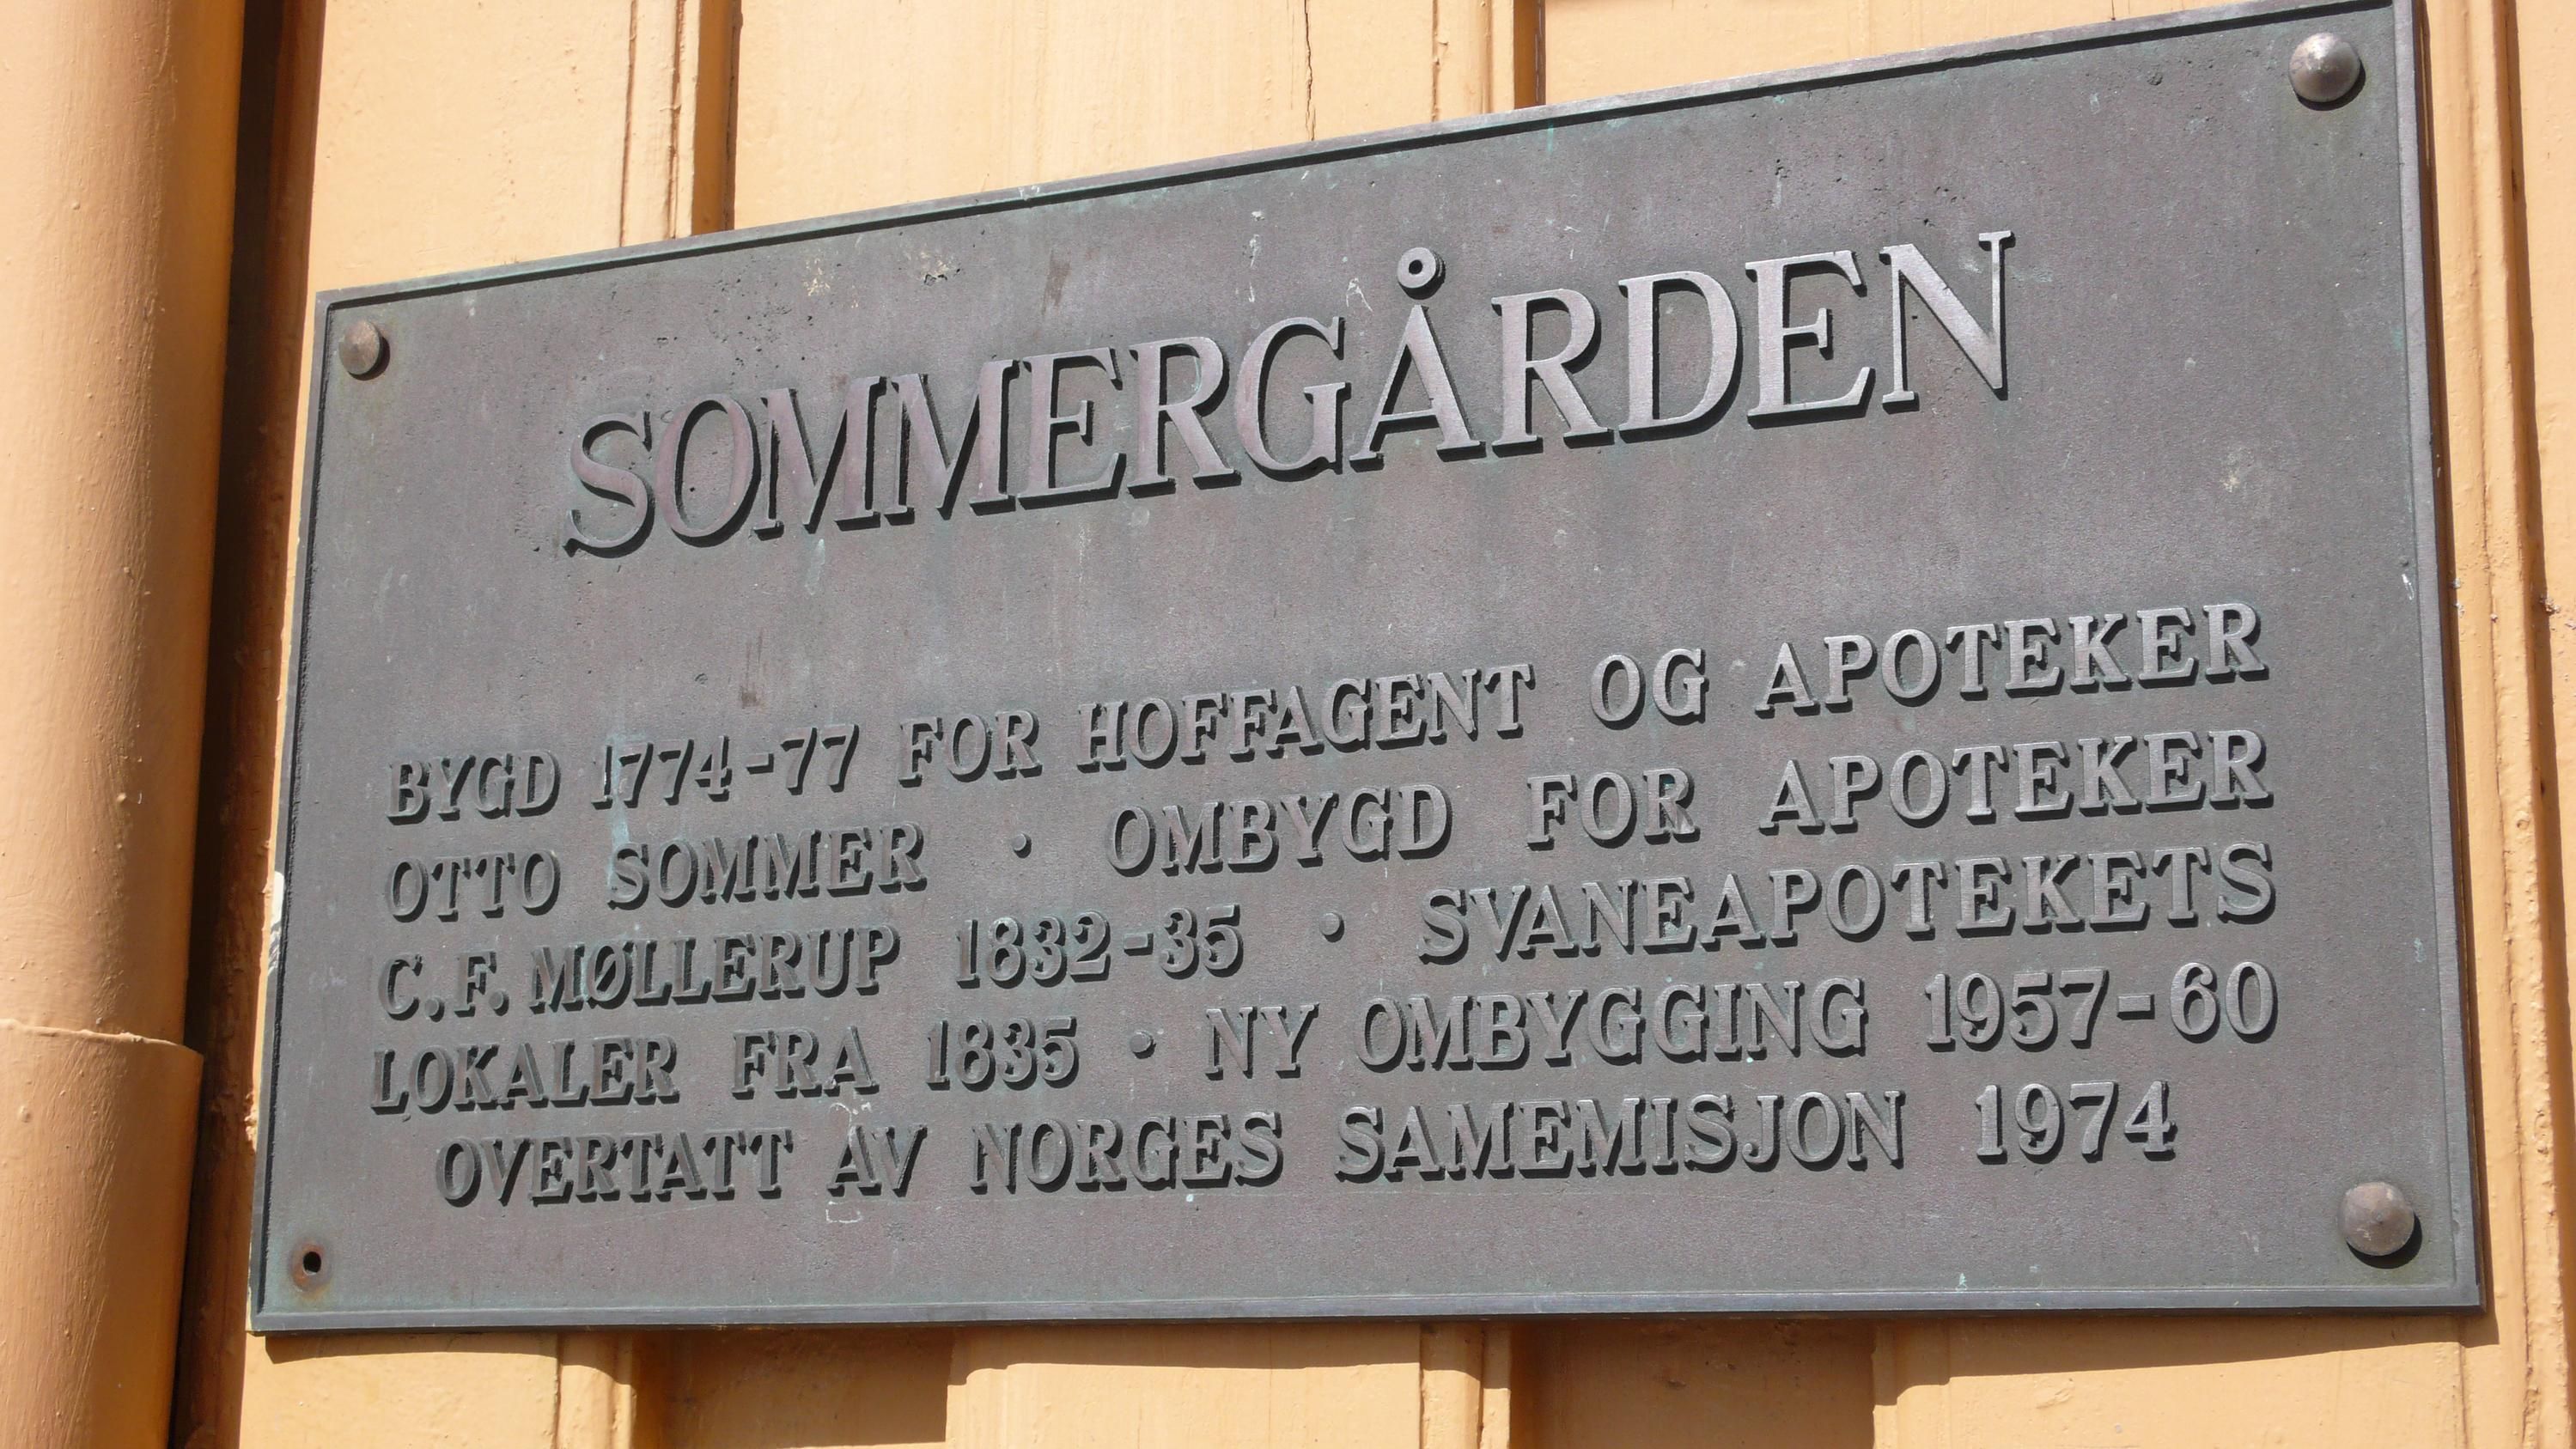 SOMMERGÅRDEN
BYGD 1774-77 FOR HOFFAGENT OG APOTEKER
OTTO SOMMER · OMBYGD FOR APOTEKER
C.F. MØLLERUP 1832-35 · SVANEAPOTEKETS
LOKALER FRA 1835 · NY OMBYGGING 1957-60
OVERTATT AV NORGES SAMEMISJON 1974